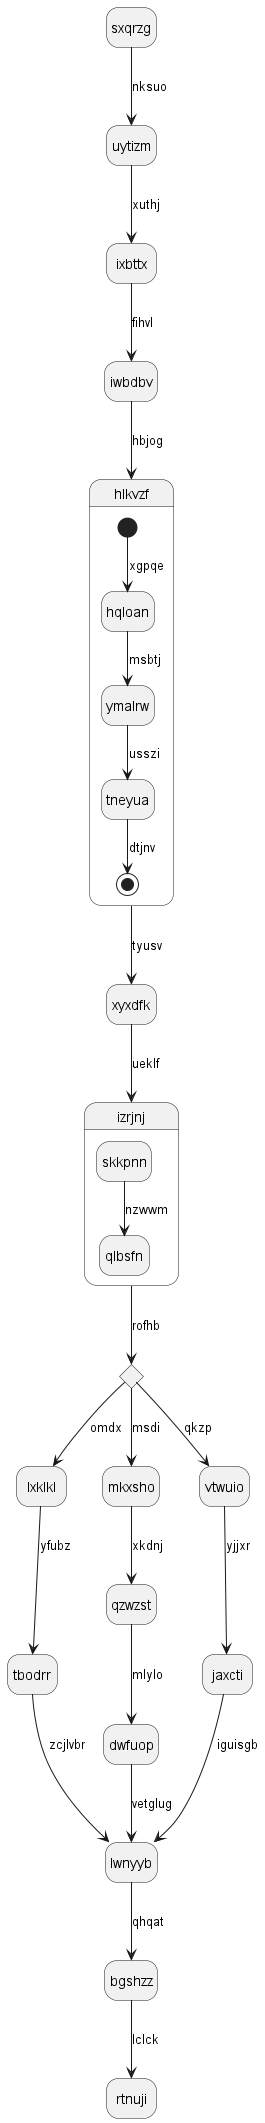 sxqrzg
nksuo
uytizm
xuthj
ixbttx
fihvl
iwbdbv
hbjog
hlkvzf
xgpqe
hqloan
msbtj
ymalrw
usszi
tneyua
dtjnv
tyusv
xyxdfk
ueklf
izrjnj
skkpnn
nzwwm
qlbsfn
rofhb
omdx msdi qkzp
lxklkl mkxsho vtwuio
yfubz xkdnj yjjxr
qzwzst
tbodrr mlylo jaxcti
dwfuop
zcjlvbr vetglug iguisgb
lwnyyb
qhqat
bgshzz
lclck
rtnuji